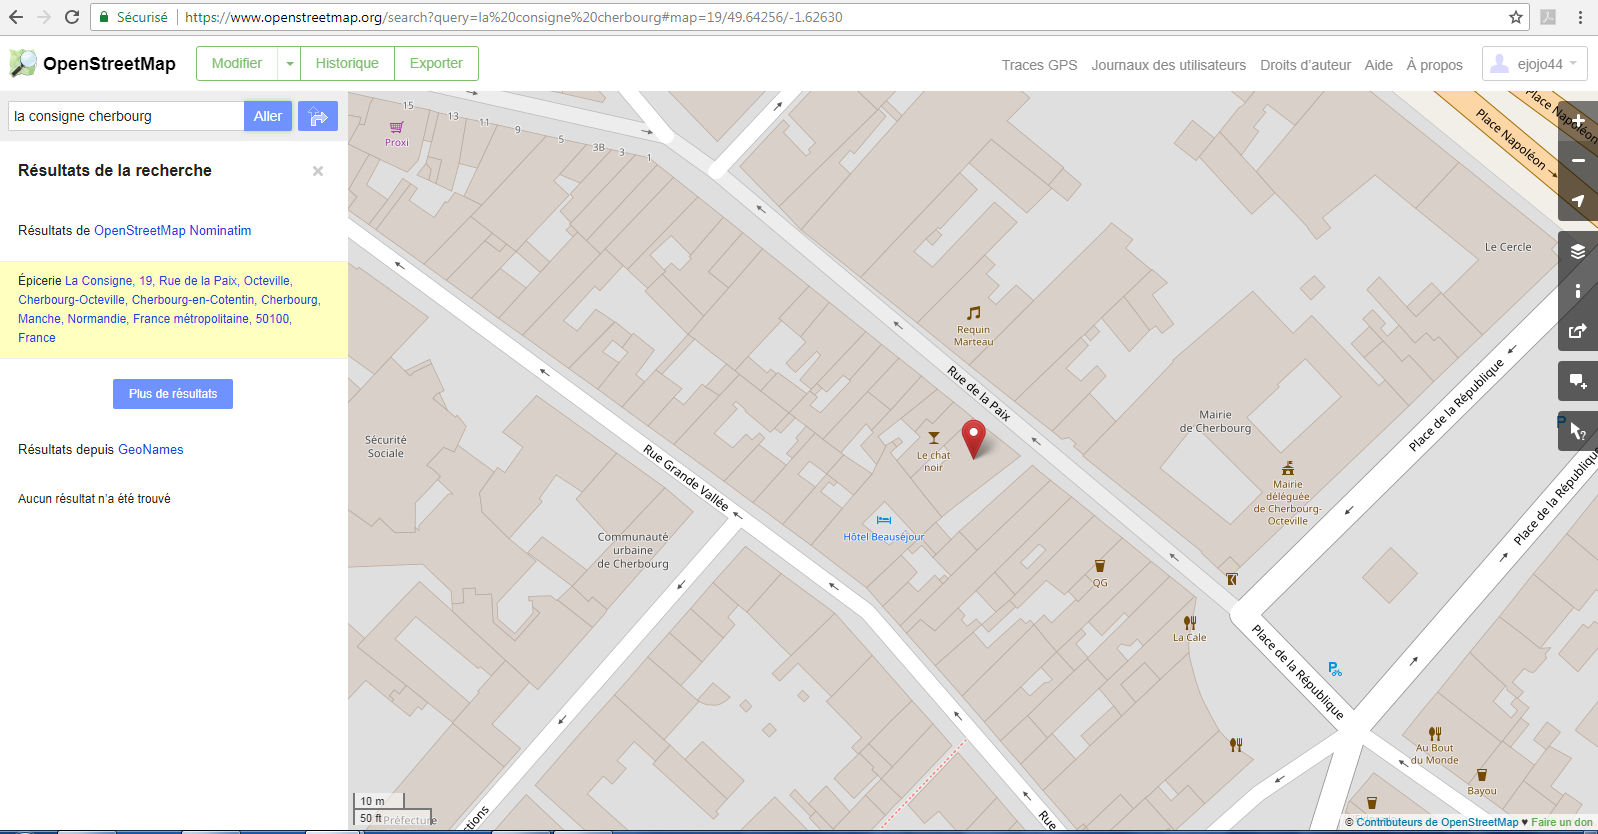 Sécurisé
https://www.openstreetmap.org/search?query=la%20consigne%20cherbourg#map=19/49.64256/-1.62630
OpenStreetMap
Modifier
Historique
Exporter
Traces GPS
Journaux des utilisateurs
Droits d'auteur
Aide
À propos
ejojo44
la consigne cherbourg
Aller
Résultats de la recherche
×
Résultats de OpenStreetMap Nominatim
Épicerie La Consigne, 19, Rue de la Paix, Octeville,
Cherbourg-Octeville, Cherbourg-en-Cotentin, Cherbourg,
Manche, Normandie, France métropolitaine, 50100,
France
Plus de résultats
Résultats depuis GeoNames
Aucun résultat n'a été trouvé
15
13
11
9
5
3B
3
1
Proxi
Place Napoléon
Place Napoléon
Le Cercle
Requin
Marteau
Rue de la Paix
Mairie
de Cherbourg
Place de la République
Le chat
noir
Sécurité
Sociale
Rue Grande Vallée
Mairie
déléguée
de Cherbourg-
Octeville
Place de la République
Hôtel Beauséjour
Communauté
urbaine
de Cherbourg
QG
La Cale
Place de la République
Au Bout
du Monde
Bayou
10 m
50 ft
Préfecture
ctions
Rue
© Contributeurs de OpenStreetMap ♥ Faire un don